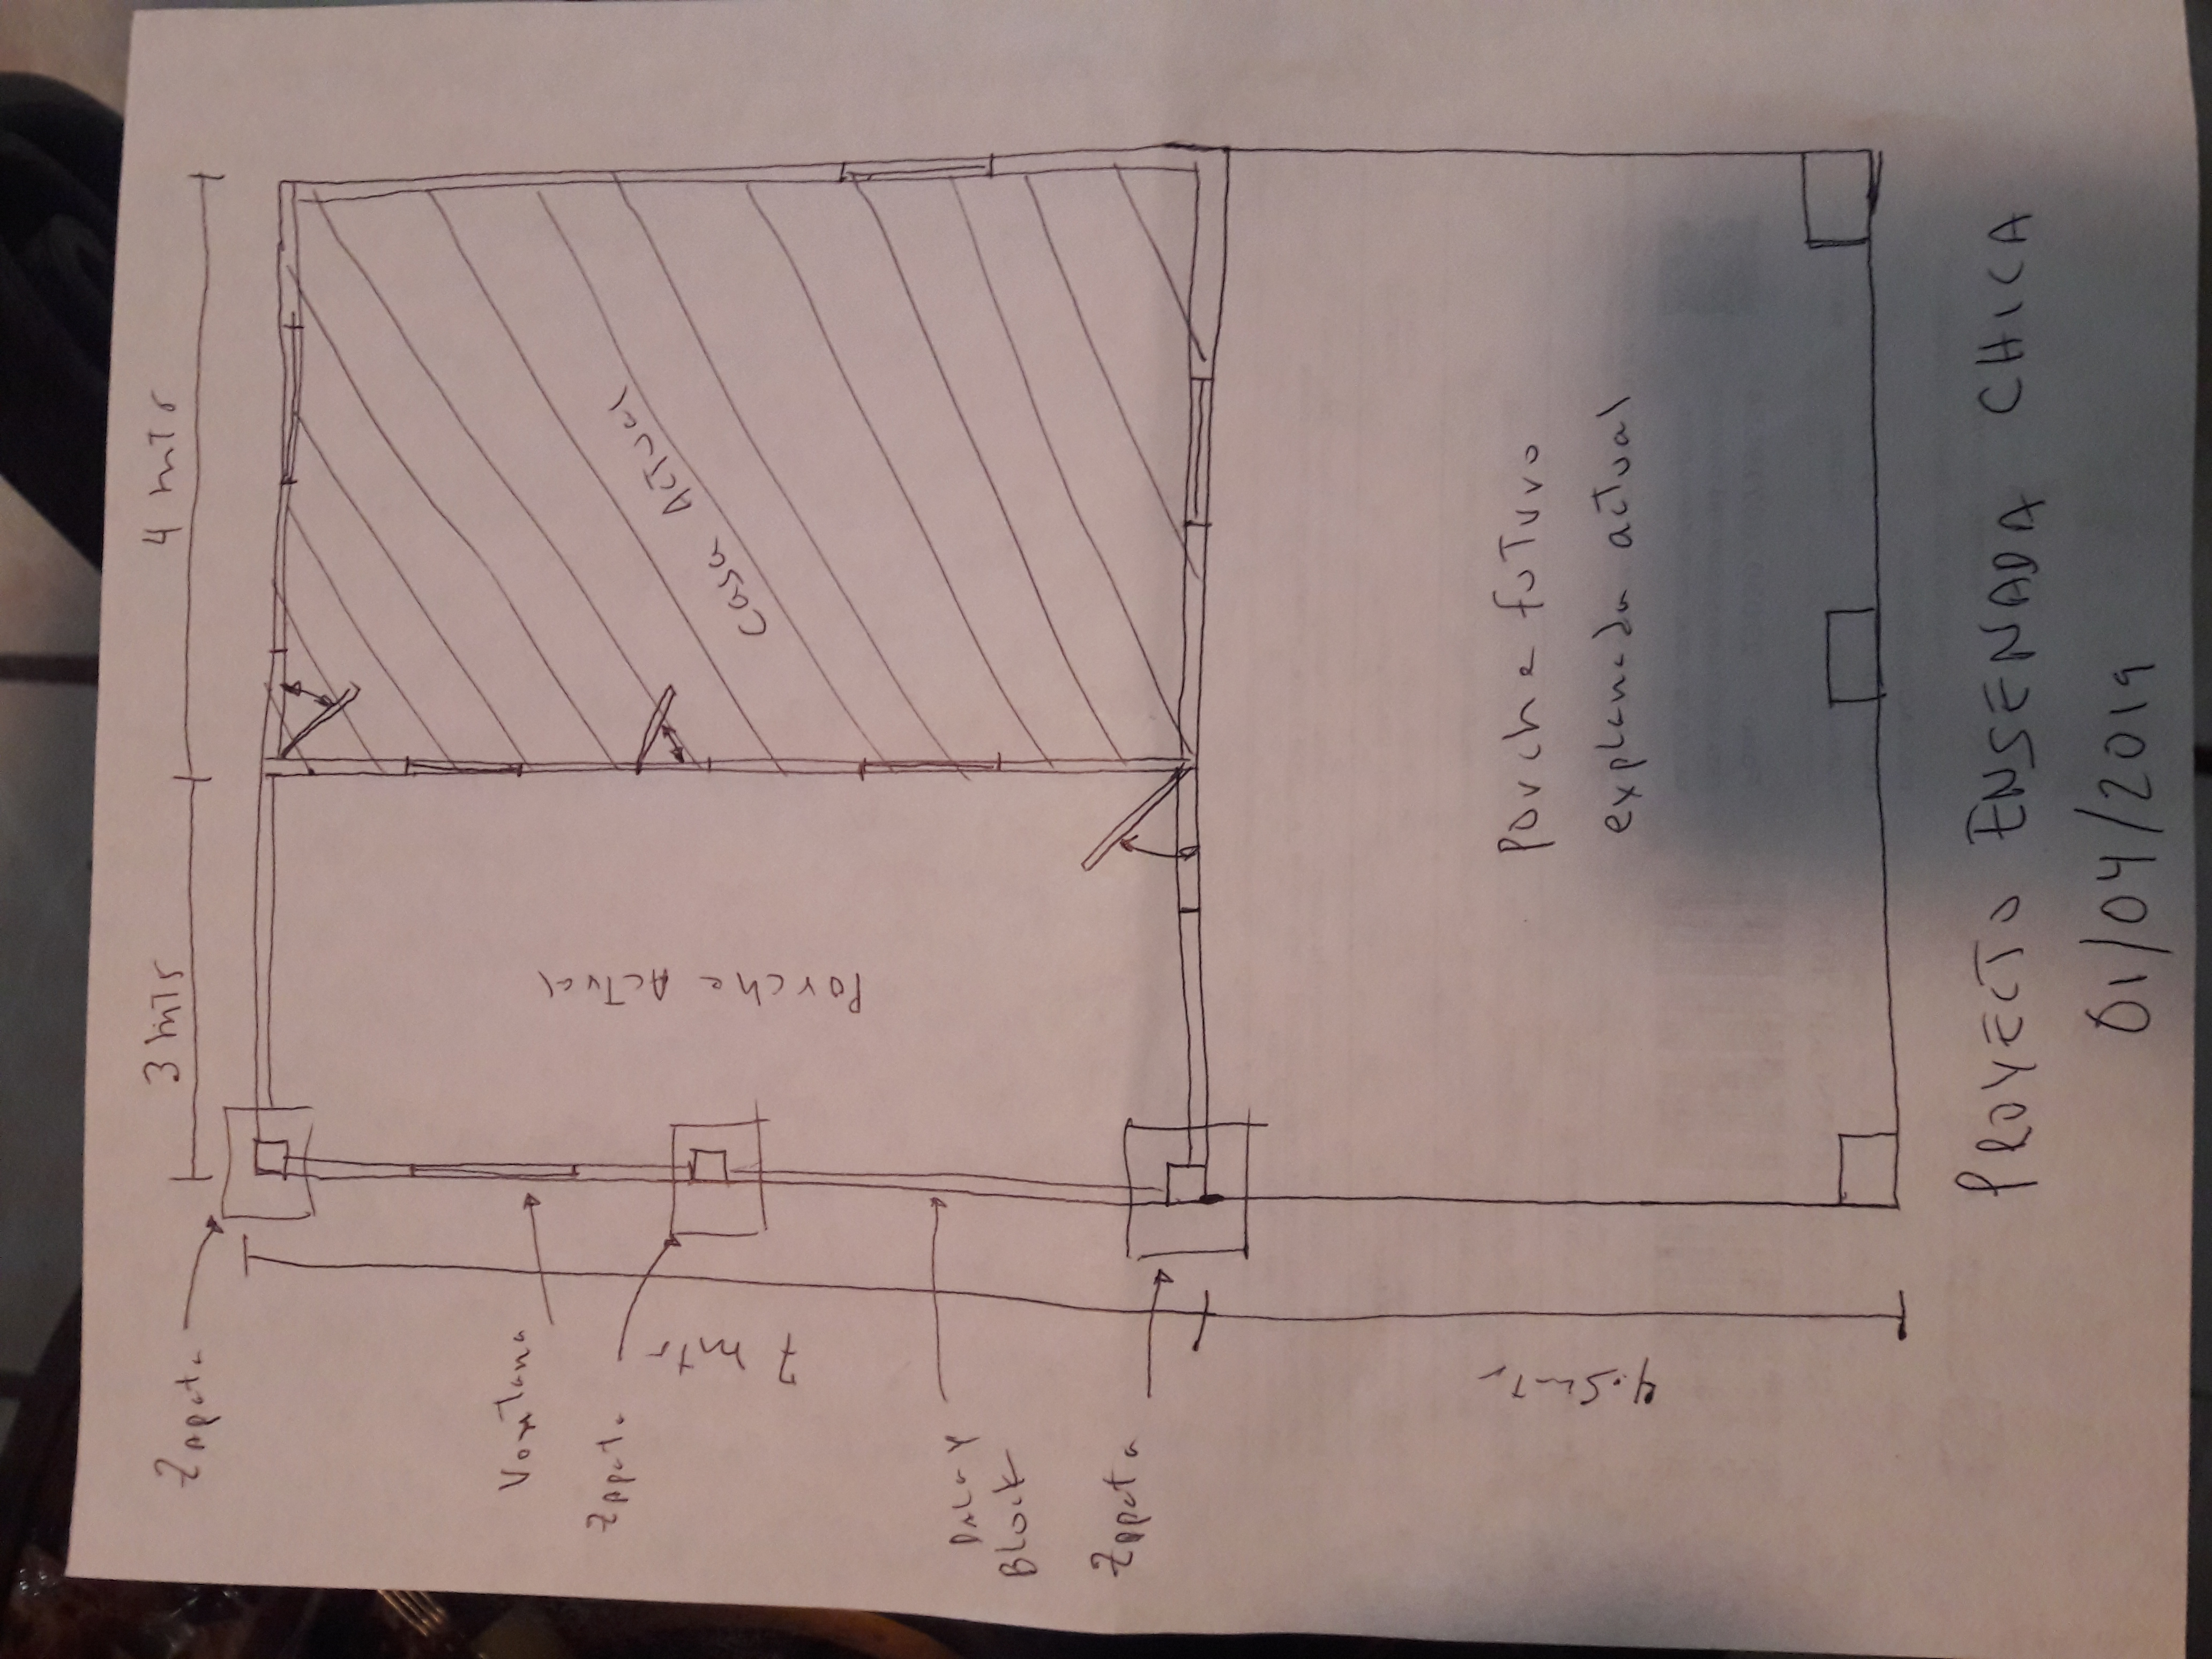 3 mts
4 mts
Zapata
Ventana
Zapata
7 mtr
Porche Actual
Casa Actual
Dala y
Block
Zapata
4.5 mtr
Porche futuro
explanada actual
PROYECTO ENSENADA CHICA
01/04/2019